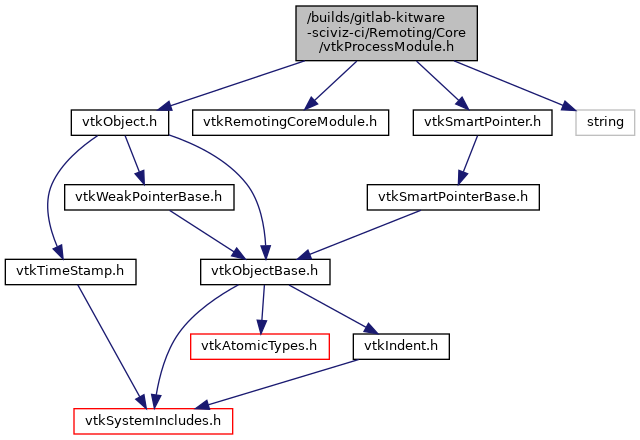 /builds/gitlab-kitware
-sciviz-ci/Remoting/Core
/vtkProcessModule.h
vtkObject.h
vtkRemotingCoreModule.h
vtkSmartPointer.h
string
vtkWeakPointerBase.h
vtkSmartPointerBase.h
vtkTimeStamp.h
vtkObjectBase.h
vtkAtomicTypes.h
vtkIndent.h
vtkSystemIncludes.h